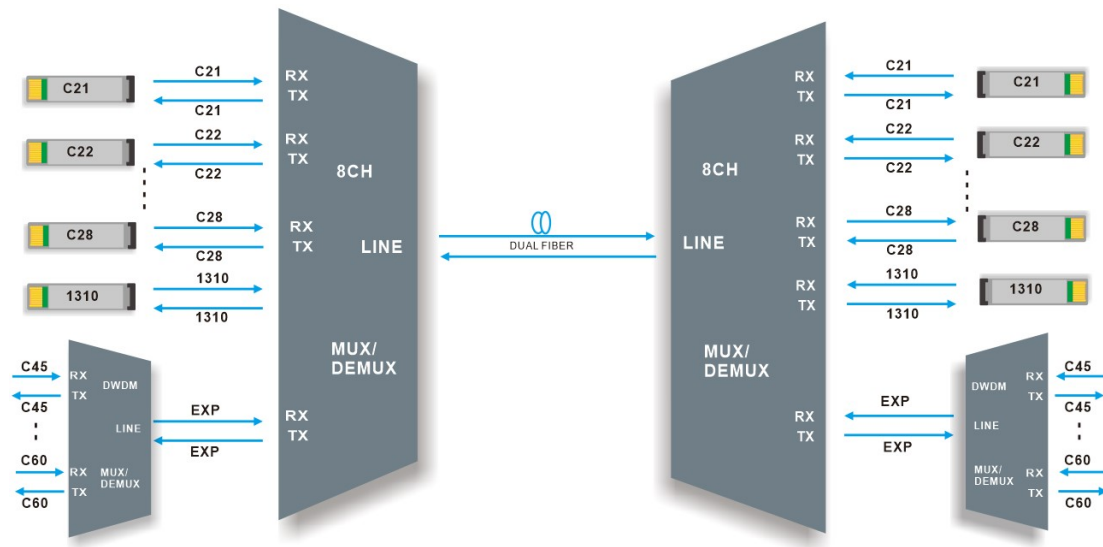 C21
C21
RX
TX
C21
C22
C22
RX
TX
C22
8CH
C28
C28
RX
TX
C28
LINE
1310
1310
1310
MUX/
DEMUX
C45
RX
DWDM
TX
C45
LINE
EXP
RX
TX
EXP
C60
RX
MUX/
TX
DEMUX
C60
DUAL FIBER
RX
TX
C21
C21
C21
RX
TX
C22
C22
C22
8CH
RX
TX
C28
C28
C28
LINE
RX
TX
1310
1310
1310
MUX/
DEMUX
RX
TX
EXP
EXP
DWDM
RX
TX
C45
C45
LINE
MUX/
DEMUX
RX
TX
C60
C60